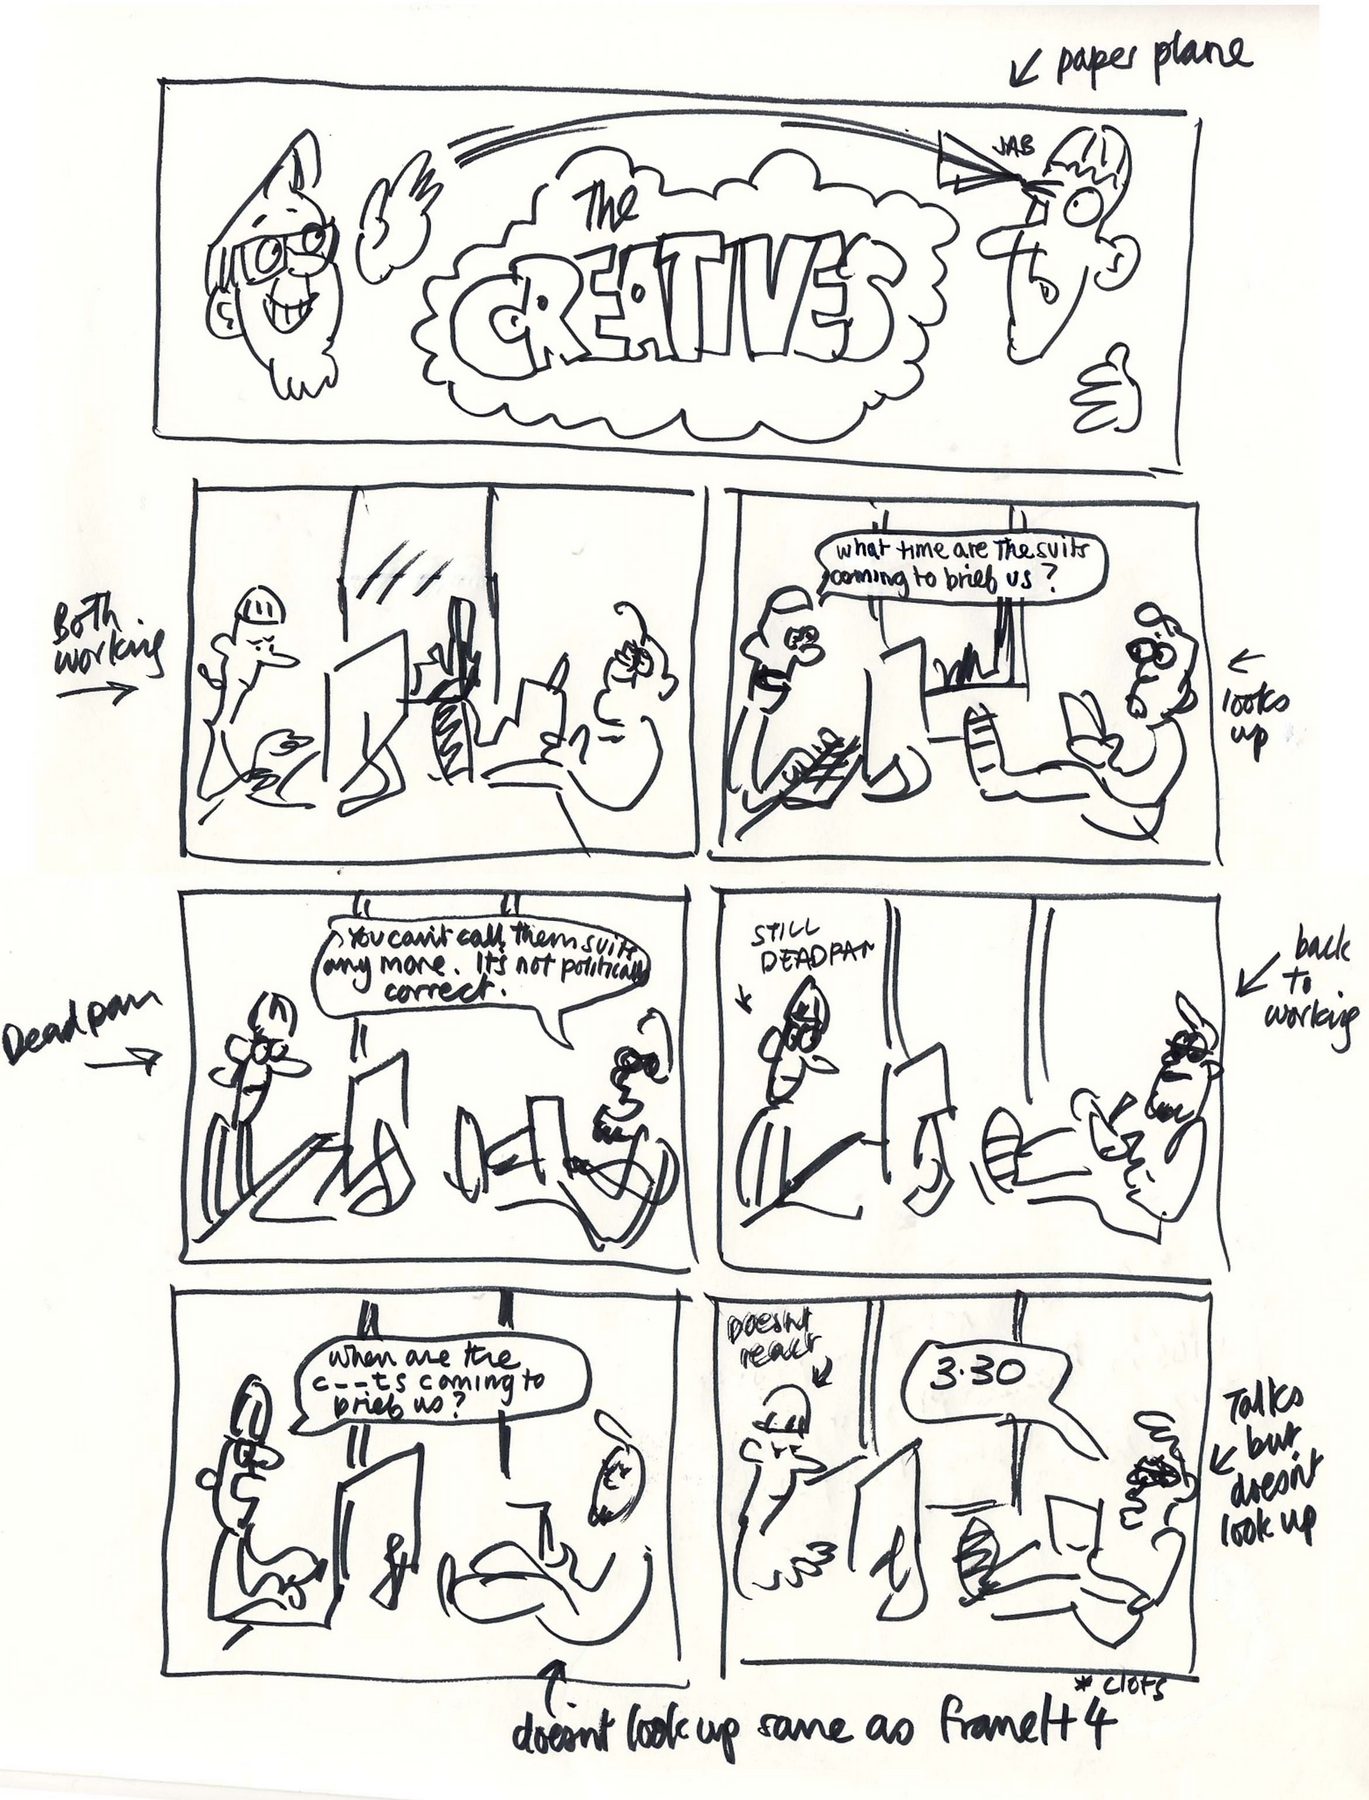 paper plane
JAB
The
CREATIVES
Both
working
what time are the suits
coming to brief us?
looks
up
You can't call them suits
any more. It's not politically
correct.
Deadpan
STILL
DEADPAN
back
to
working
when are the
c--ts coming to
brief us?
Doesnt
react
3.30
Talks
but
doesn't
look up
* clots
doesn't look up same as frame 1+4